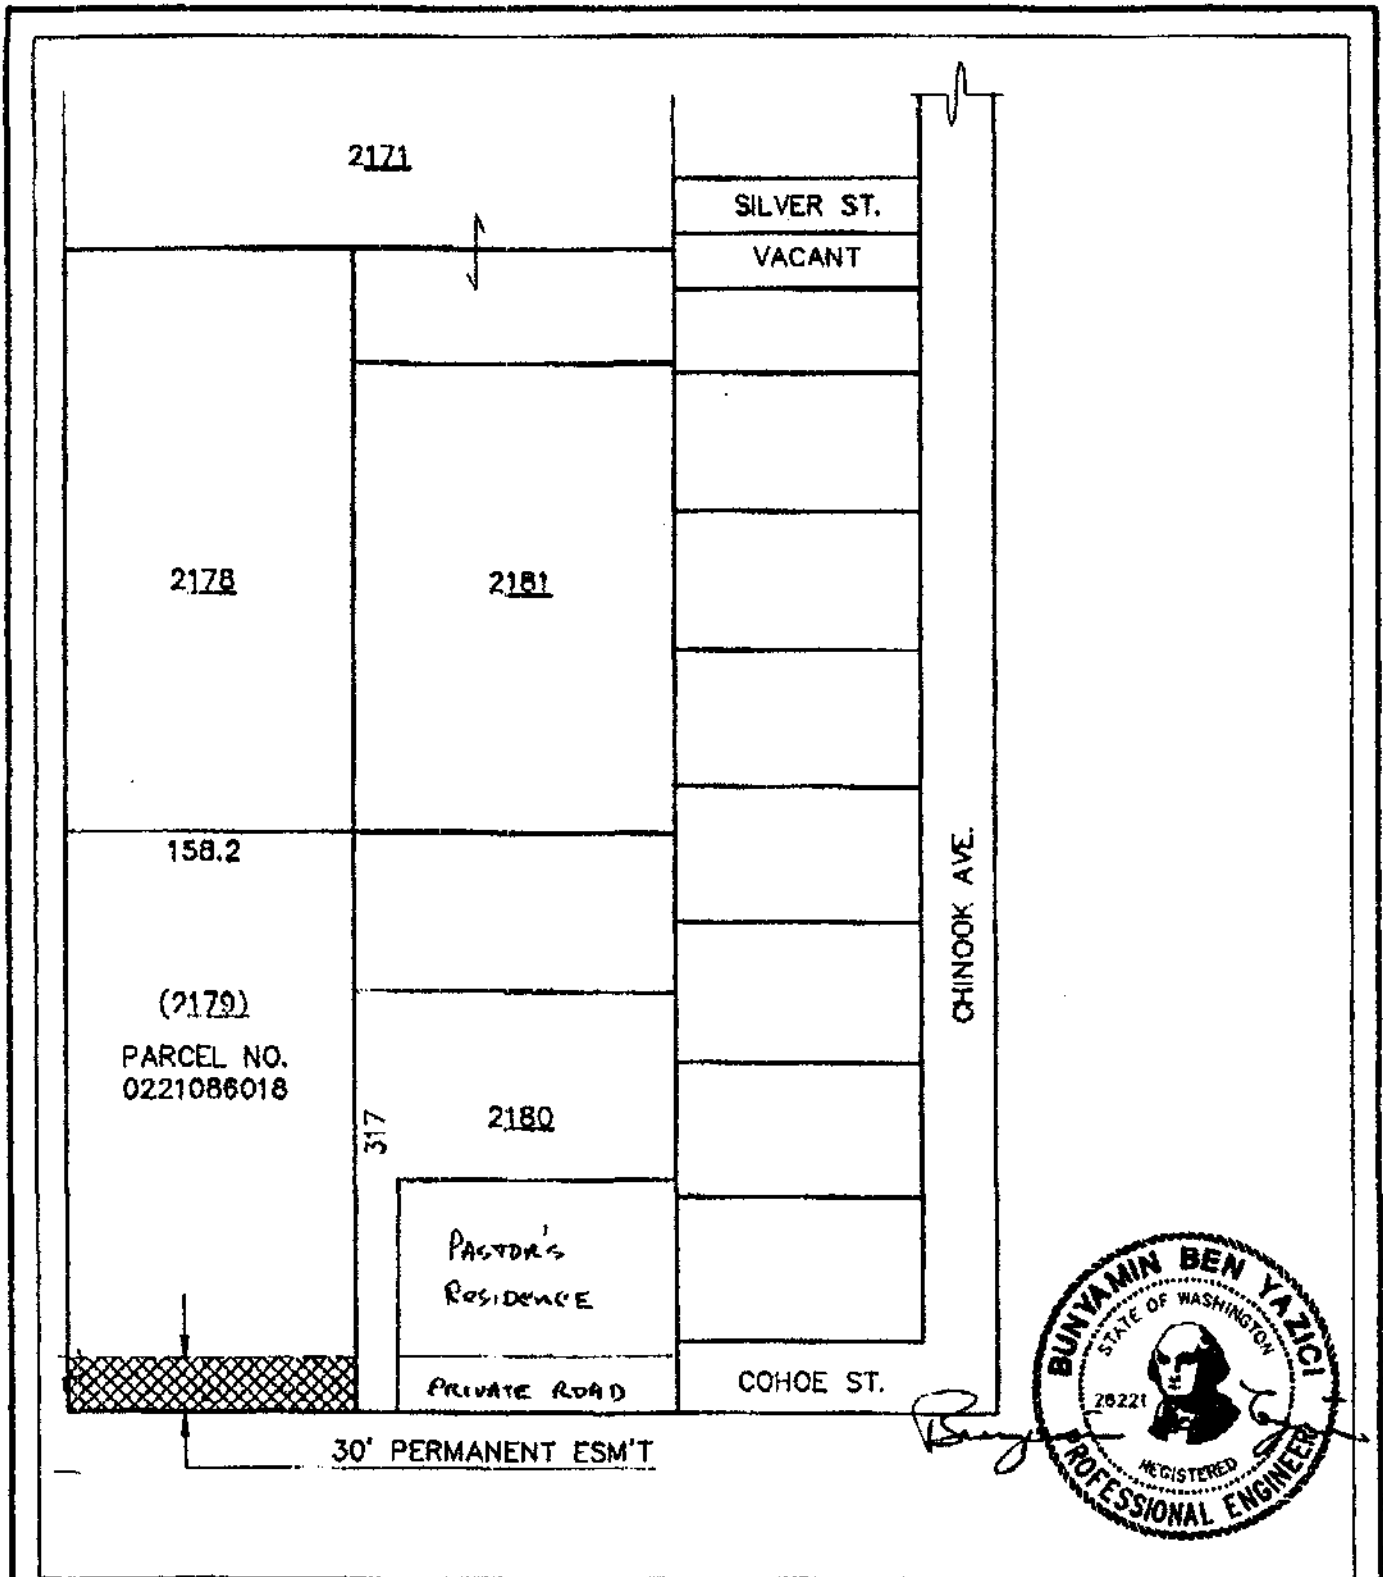 2171
SILVER ST.
VACANT
2178
2181
158.2
CHINOOK AVE.
(2179)
PARCEL NO.
0221086018
317
2180
PASTOR'S
RESIDENCE
PRIVATE ROAD
COHOE ST.
30' PERMANENT ESM'T
BUNYAMIN BEN YAZICI
STATE OF WASHINGTON
26221
REGISTERED
PROFESSIONAL ENGINEER